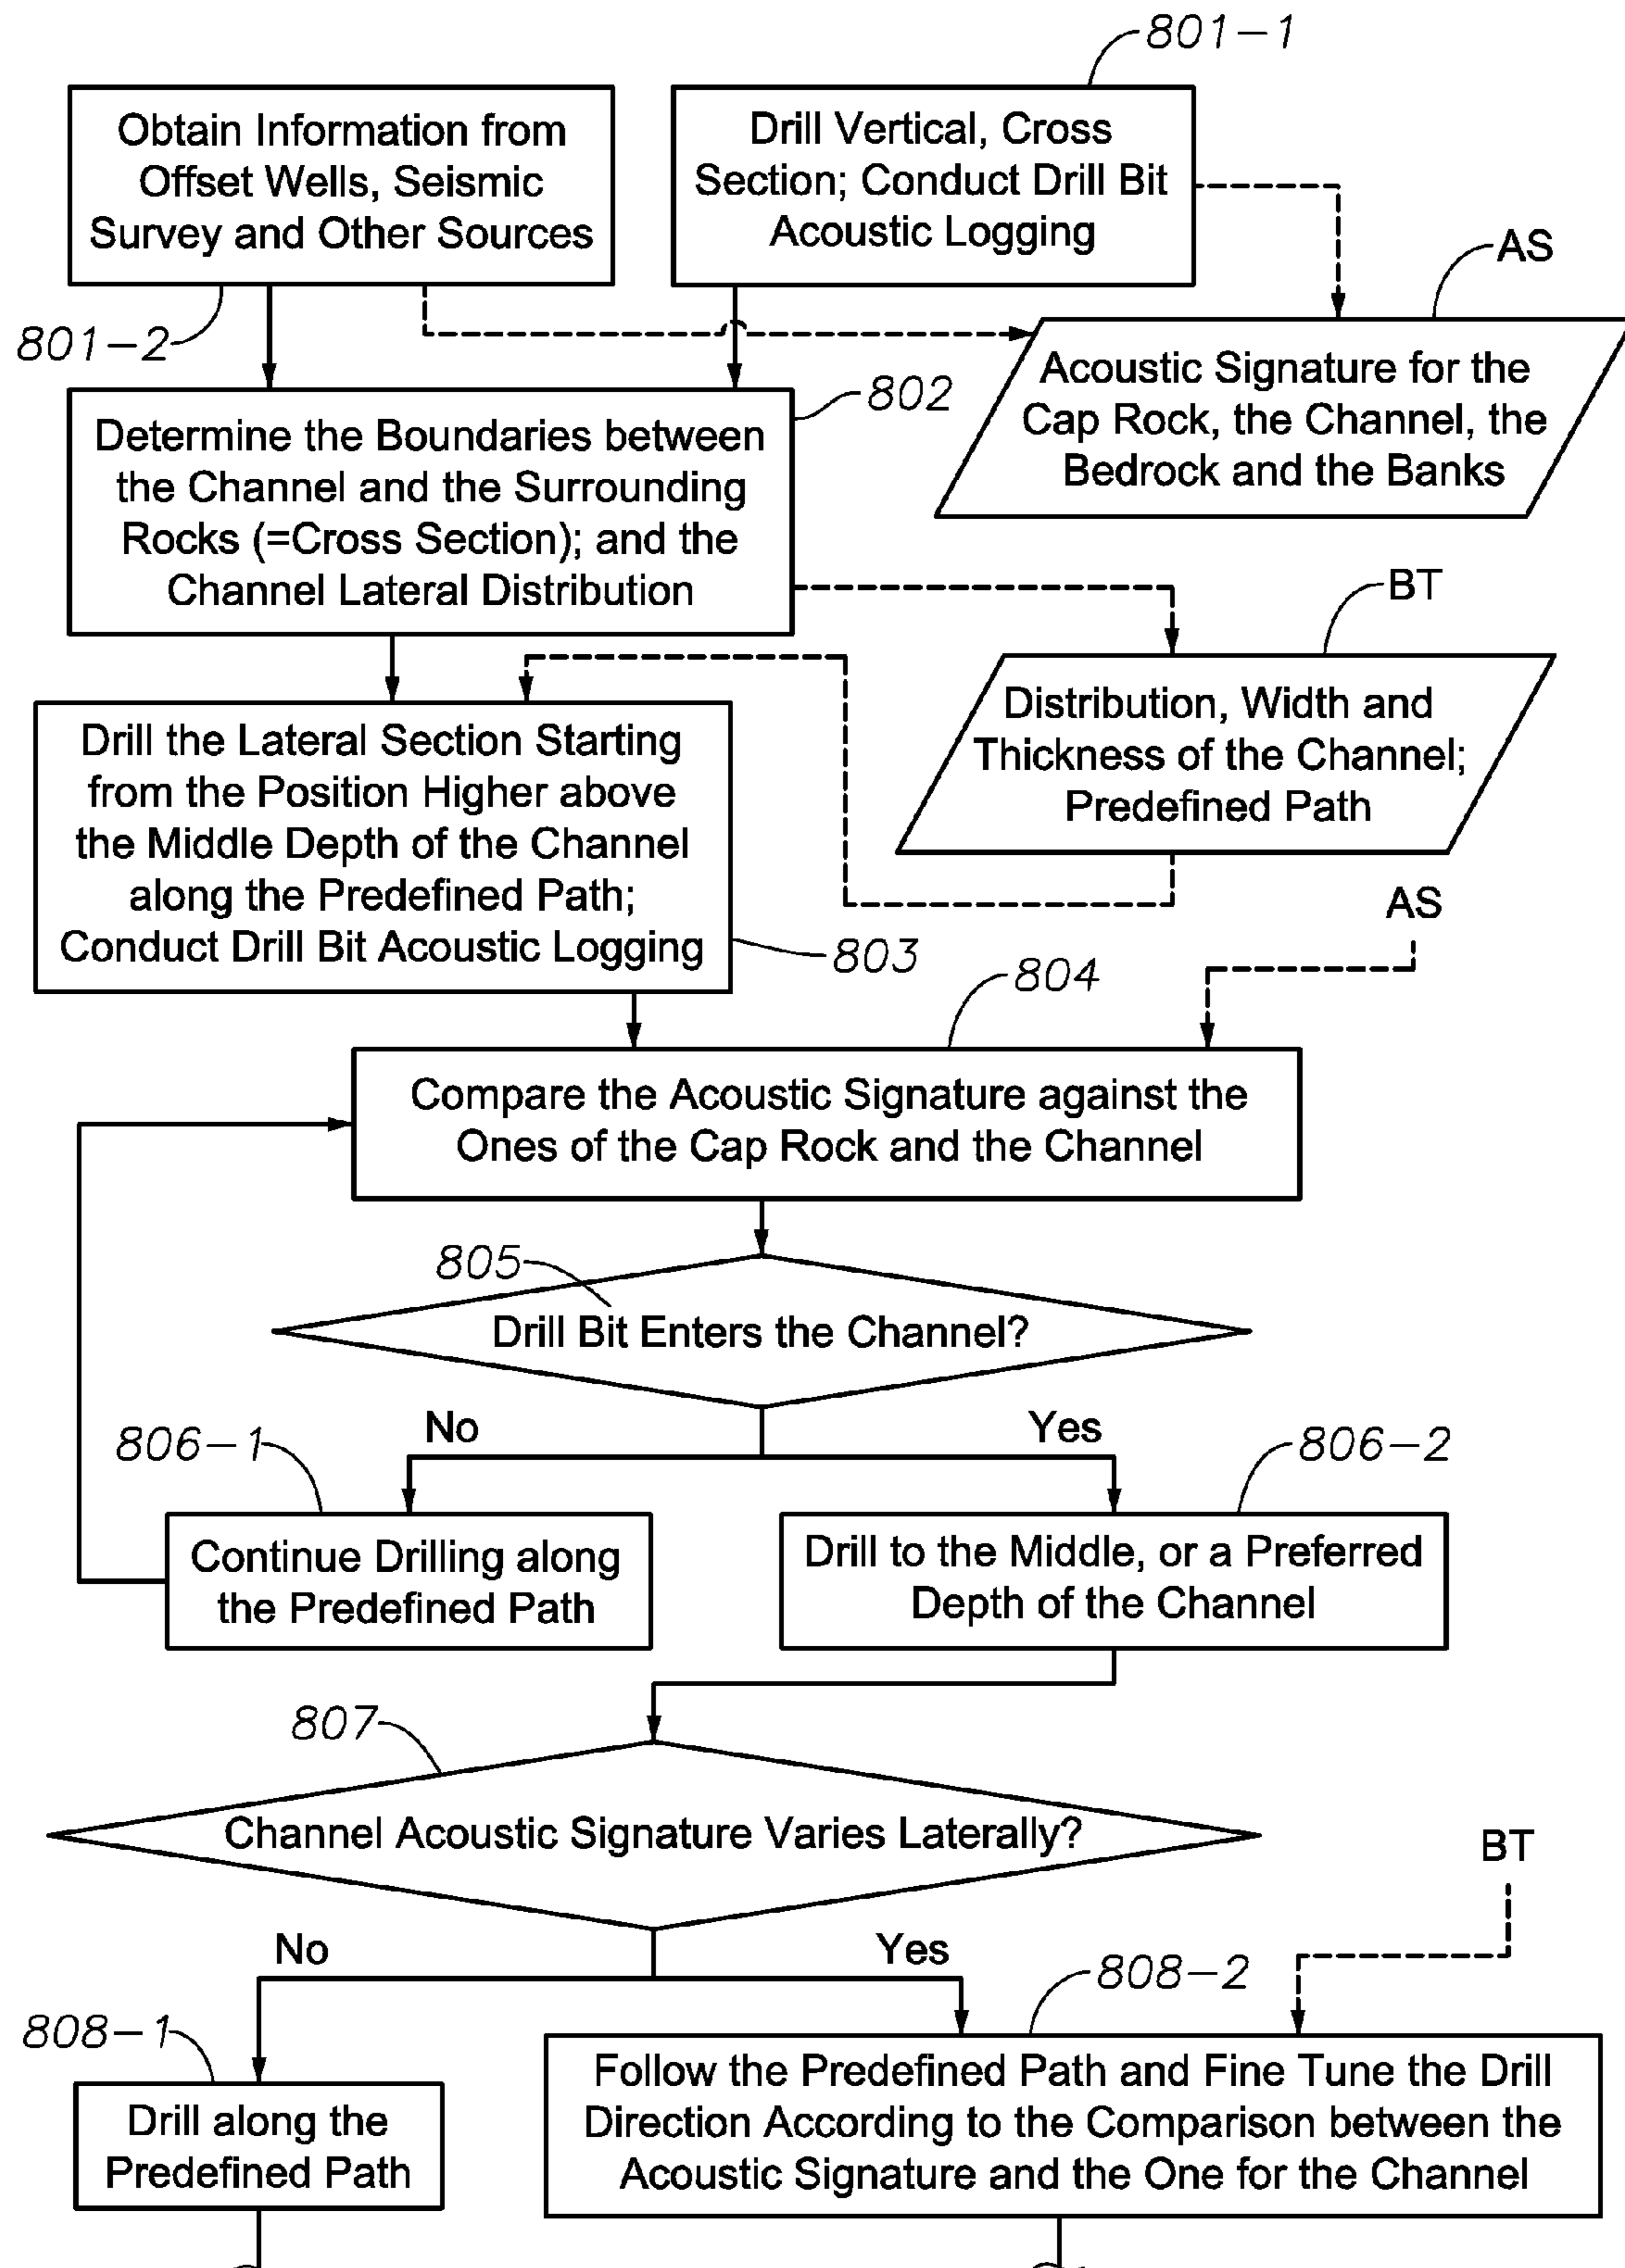 801-1
Obtain Information from
Offset Wells, Seismic
Survey and Other Sources
Drill Vertical, Cross
Section; Conduct Drill Bit
Acoustic Logging
AS
801-2
Acoustic Signature for the
Cap Rock, the Channel, the
Bedrock and the Banks
802
Determine the Boundaries between
the Channel and the Surrounding
Rocks (=Cross Section); and the
Channel Lateral Distribution
BT
Distribution, Width and
Thickness of the Channel;
Predefined Path
Drill the Lateral Section Starting
from the Position Higher above
the Middle Depth of the Channel
along the Predefined Path;
Conduct Drill Bit Acoustic Logging
803
AS
804
Compare the Acoustic Signature against the
Ones of the Cap Rock and the Channel
805
Drill Bit Enters the Channel?
No
Yes
806-1
806-2
Continue Drilling along
the Predefined Path
Drill to the Middle, or a Preferred
Depth of the Channel
807
Channel Acoustic Signature Varies Laterally?
BT
No
Yes
808-1
808-2
Drill along the
Predefined Path
Follow the Predefined Path and Fine Tune the Drill
Direction According to the Comparison between the
Acoustic Signature and the One for the Channel